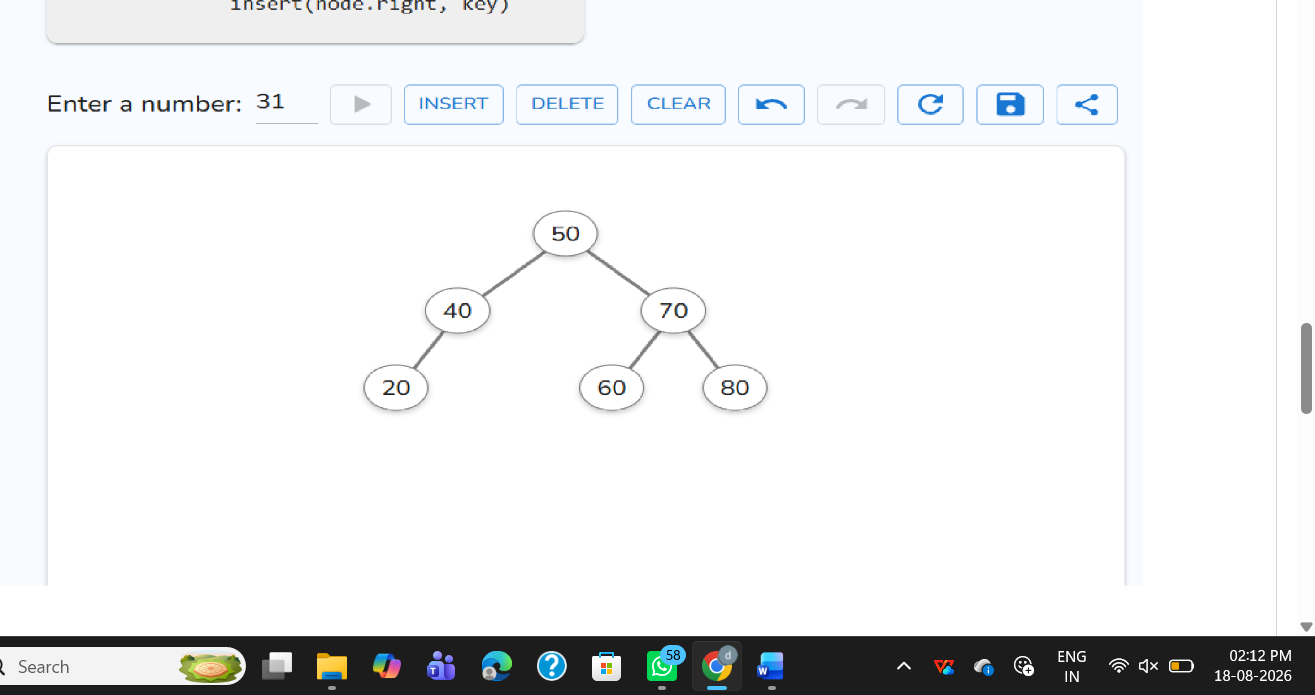 insert(node.right, key)
Enter a number: 31 INSERT DELETE CLEAR
50
40 70
20 60 80
58
Search ENG 02:12 PM
IN 18-08-2026